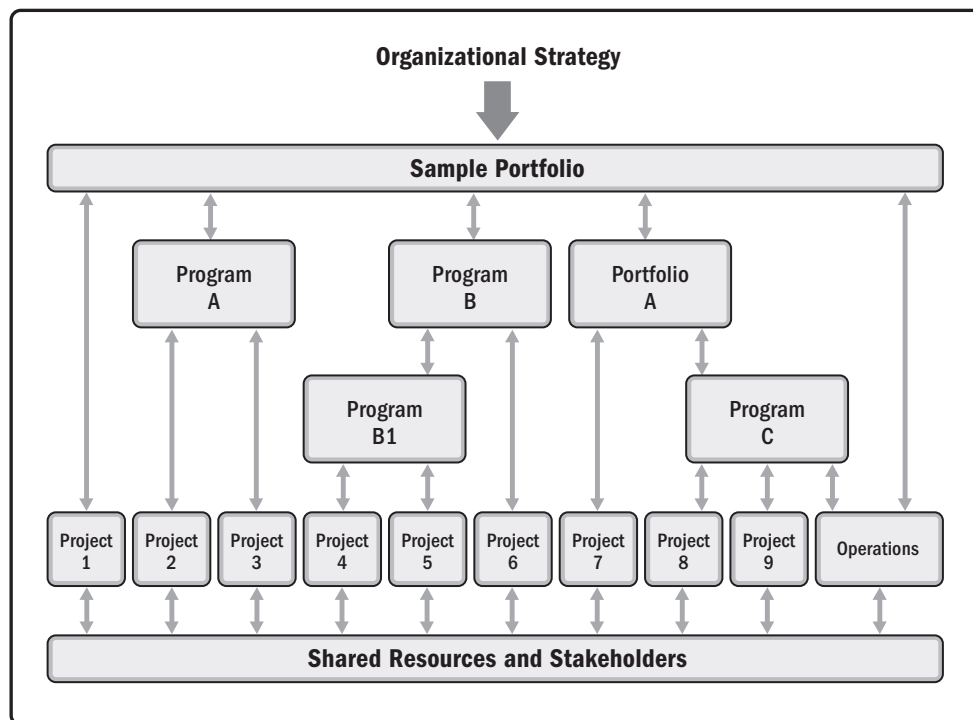 Organizational Strategy
Sample Portfolio
Program
A
Program
B
Portfolio
A
Program
B1
Program
C
Project
1
Project
2
Project
3
Project
4
Project
5
Project
6
Project
7
Project
8
Project
9
Operations
Shared Resources and Stakeholders